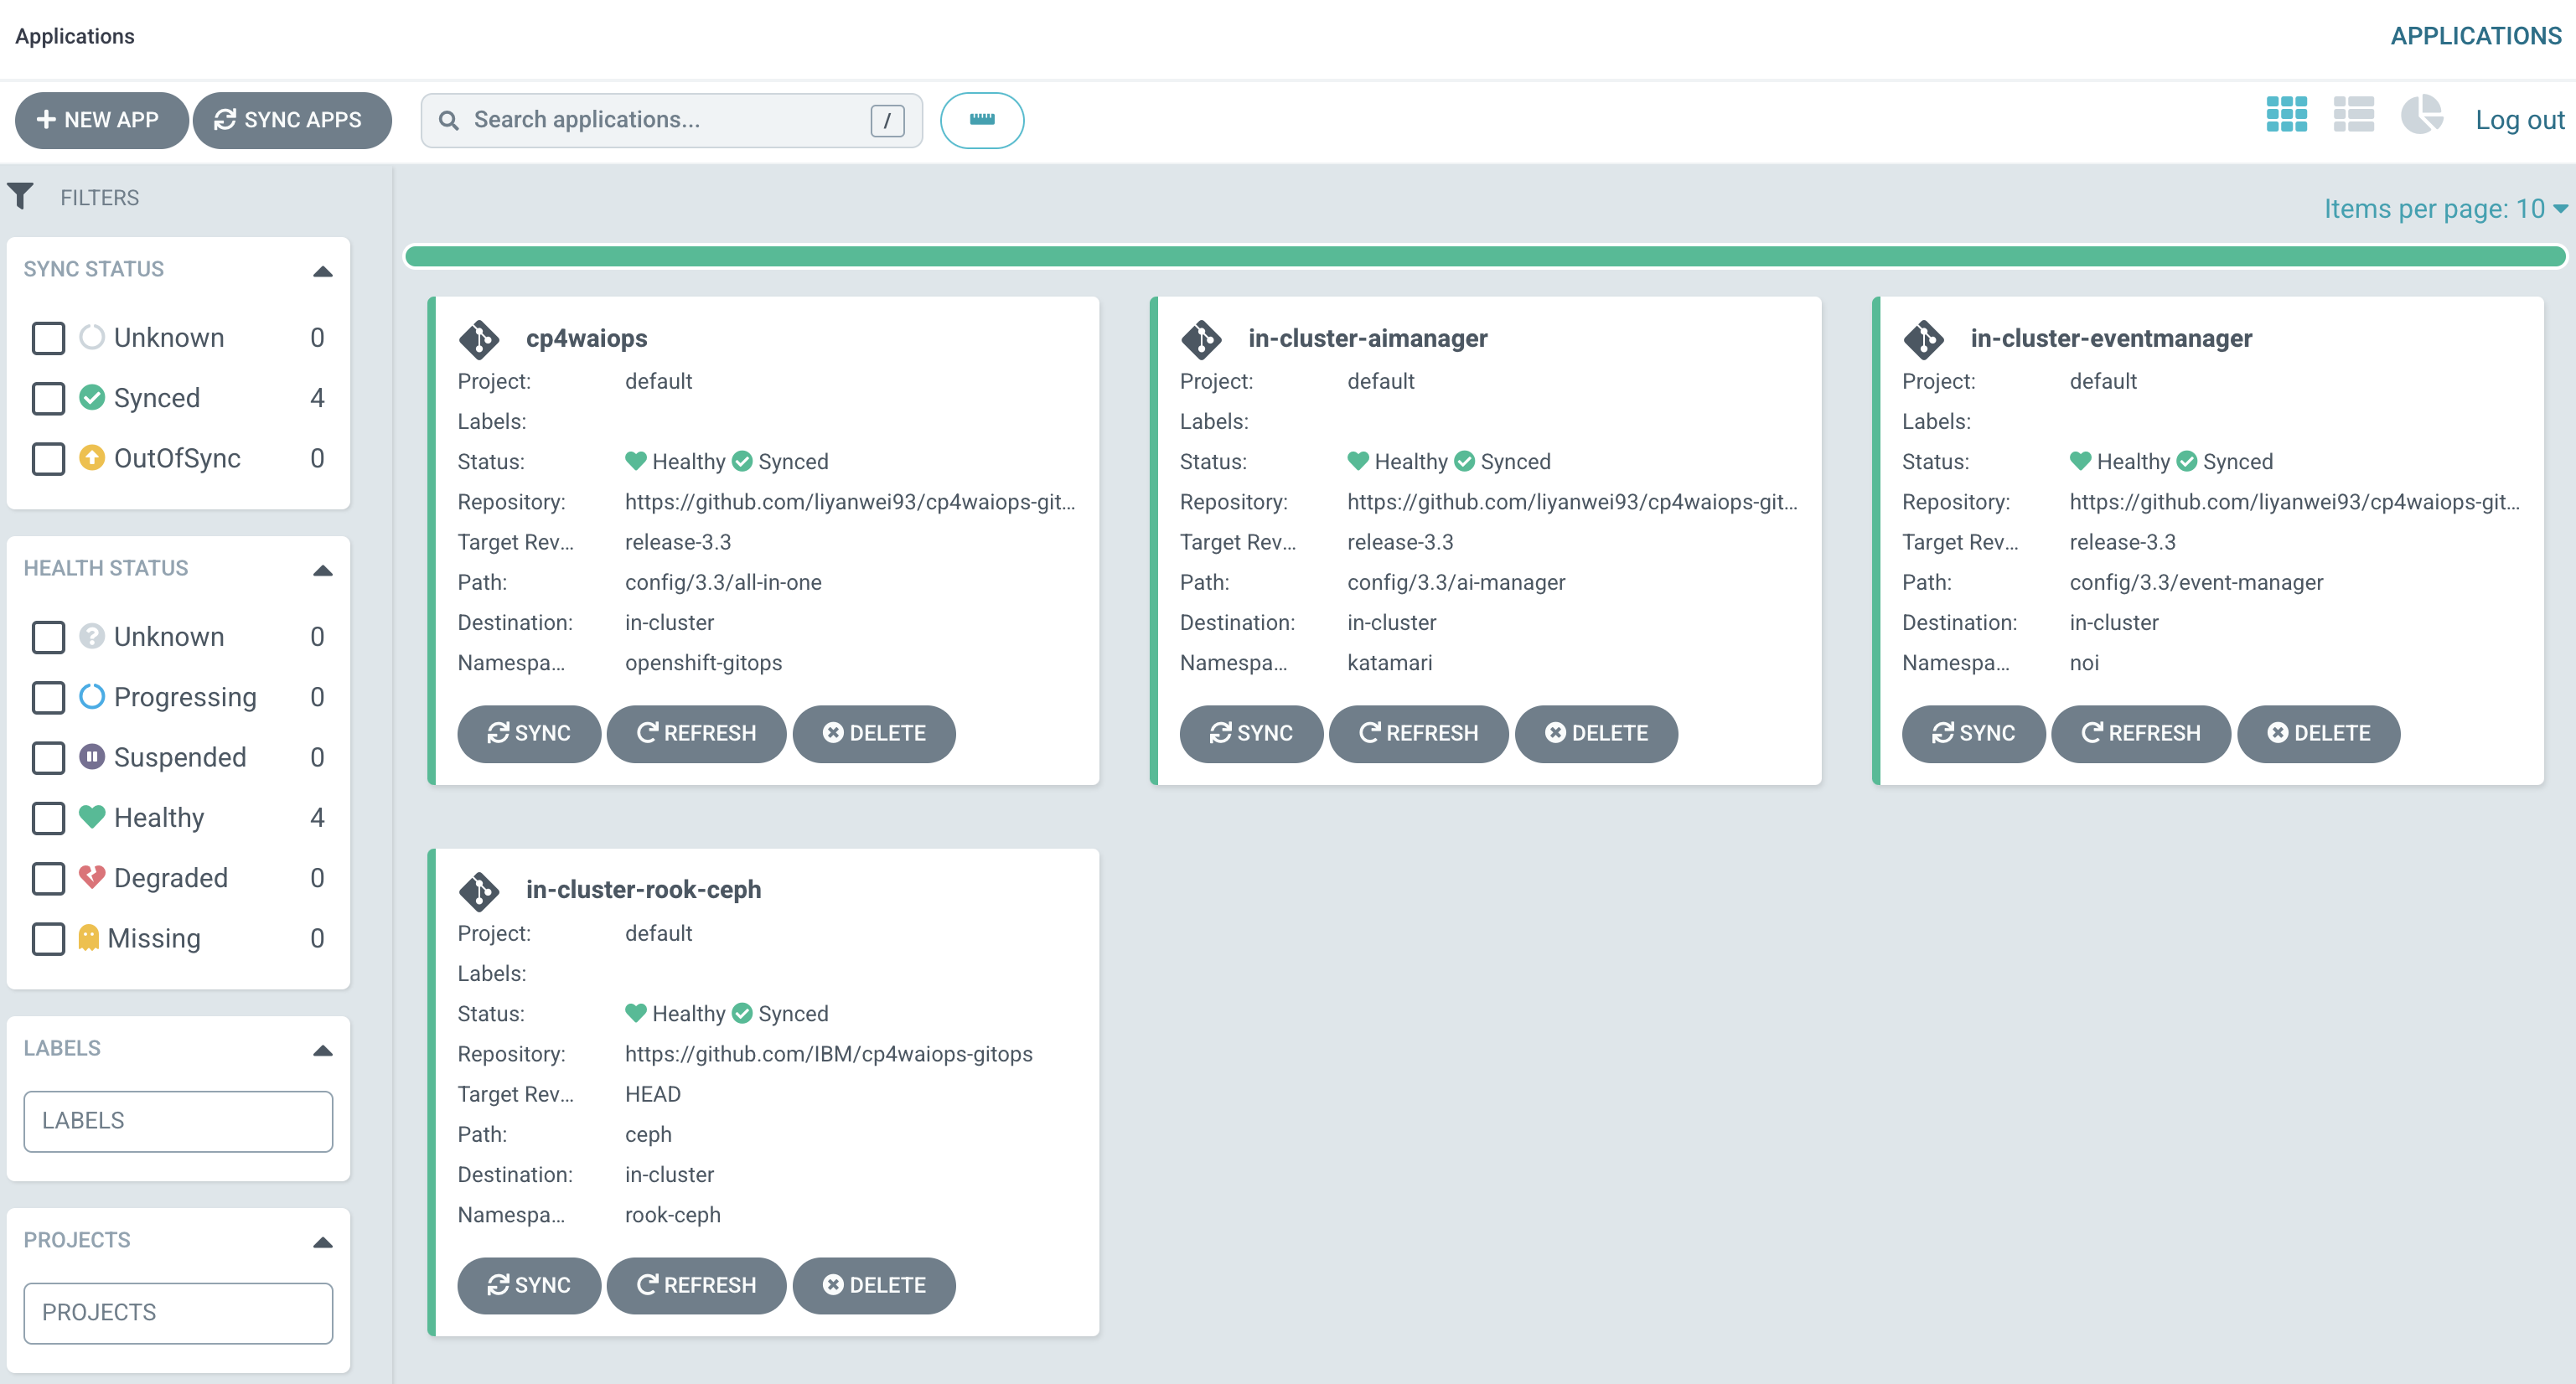 Applications
APPLICATIONS
NEW APP
SYNC APPS
Search applications...
/
Log out
FILTERS
Items per page: 10
SYNC STATUS
Unknown 0
Synced 4
OutOfSync 0
HEALTH STATUS
Unknown 0
Progressing 0
Suspended 0
Healthy 4
Degraded 0
Missing 0
LABELS
LABELS
PROJECTS
PROJECTS
cp4waiops
Project: default
Labels:
Status: Healthy Synced
Repository: https://github.com/liyanwei93/cp4waiops-git...
Target Rev... release-3.3
Path: config/3.3/all-in-one
Destination: in-cluster
Namespa... openshift-gitops
SYNC REFRESH DELETE
in-cluster-aimanager
Project: default
Labels:
Status: Healthy Synced
Repository: https://github.com/liyanwei93/cp4waiops-git...
Target Rev... release-3.3
Path: config/3.3/ai-manager
Destination: in-cluster
Namespa... katamari
SYNC REFRESH DELETE
in-cluster-eventmanager
Project: default
Labels:
Status: Healthy Synced
Repository: https://github.com/liyanwei93/cp4waiops-git...
Target Rev... release-3.3
Path: config/3.3/event-manager
Destination: in-cluster
Namespa... noi
SYNC REFRESH DELETE
in-cluster-rook-ceph
Project: default
Labels:
Status: Healthy Synced
Repository: https://github.com/IBM/cp4waiops-gitops
Target Rev... HEAD
Path: ceph
Destination: in-cluster
Namespa... rook-ceph
SYNC REFRESH DELETE